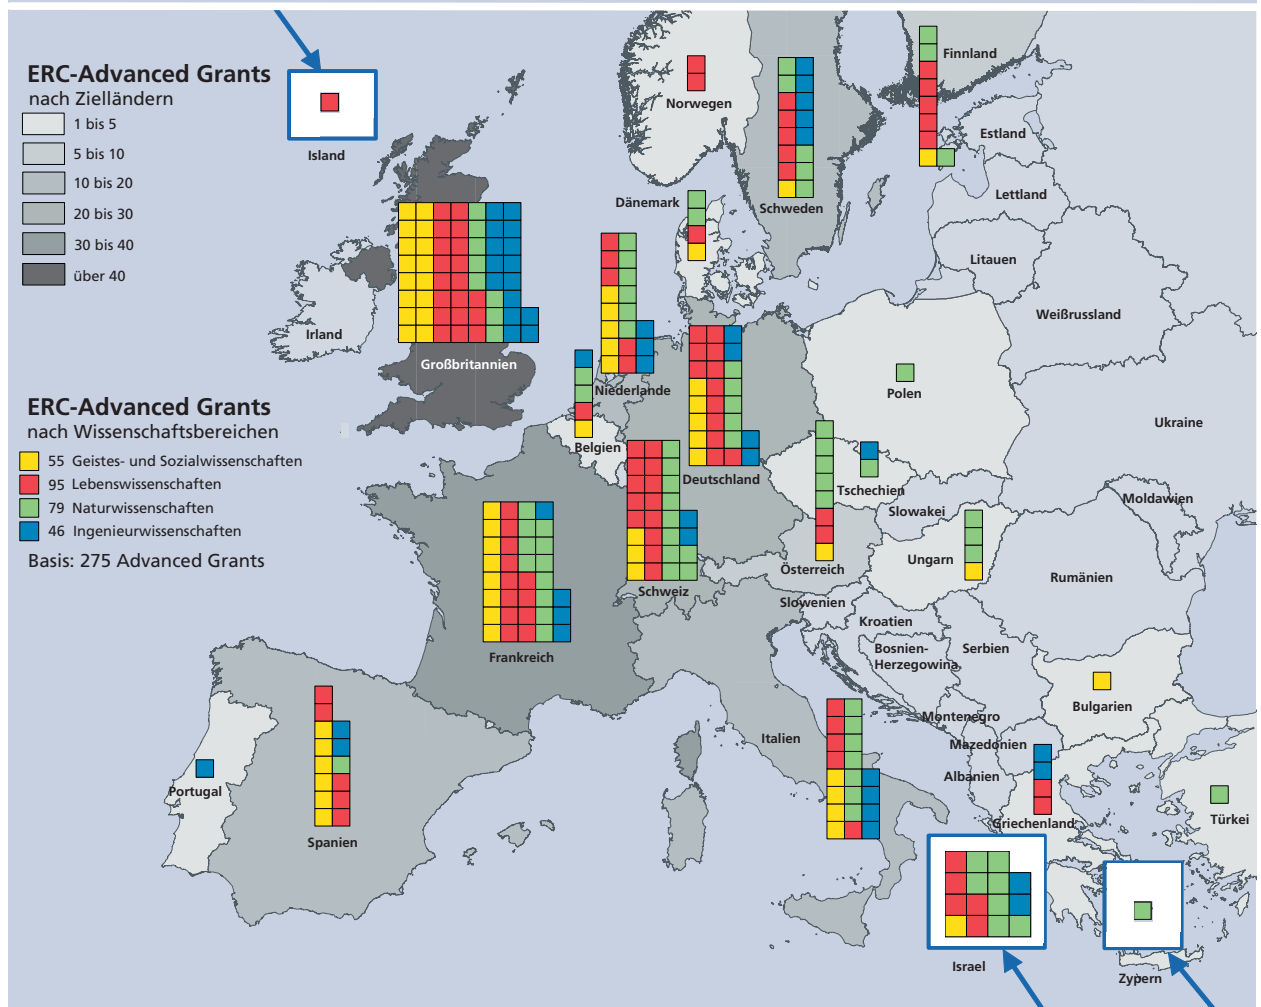 ERC-Advanced Grants
nach Zielländern
1 bis 5
5 bis 10
10 bis 20
20 bis 30
30 bis 40
über 40
Island
Norwegen
Finnland
Estland
Dänemark
Schweden
Lettland
Litauen
Irland
Weißrussland
Großbritannien
Niederlande
Polen
ERC-Advanced Grants
nach Wissenschaftsbereichen
55 Geistes- und Sozialwissenschaften
95 Lebenswissenschaften
79 Naturwissenschaften
46 Ingenieurwissenschaften
Basis: 275 Advanced Grants
Ukraine
Belgien
Deutschland
Tschechien
Moldawien
Slowakei
Ungarn
Österreich
Rumänien
Schweiz
Slowenien
Kroatien
Frankreich
Bosnien-
Herzegowina
Serbien
Bulgarien
Montenegro
Italien
Mazedonien
Albanien
Portugal
Griechenland
Türkei
Spanien
Israel
Zypern